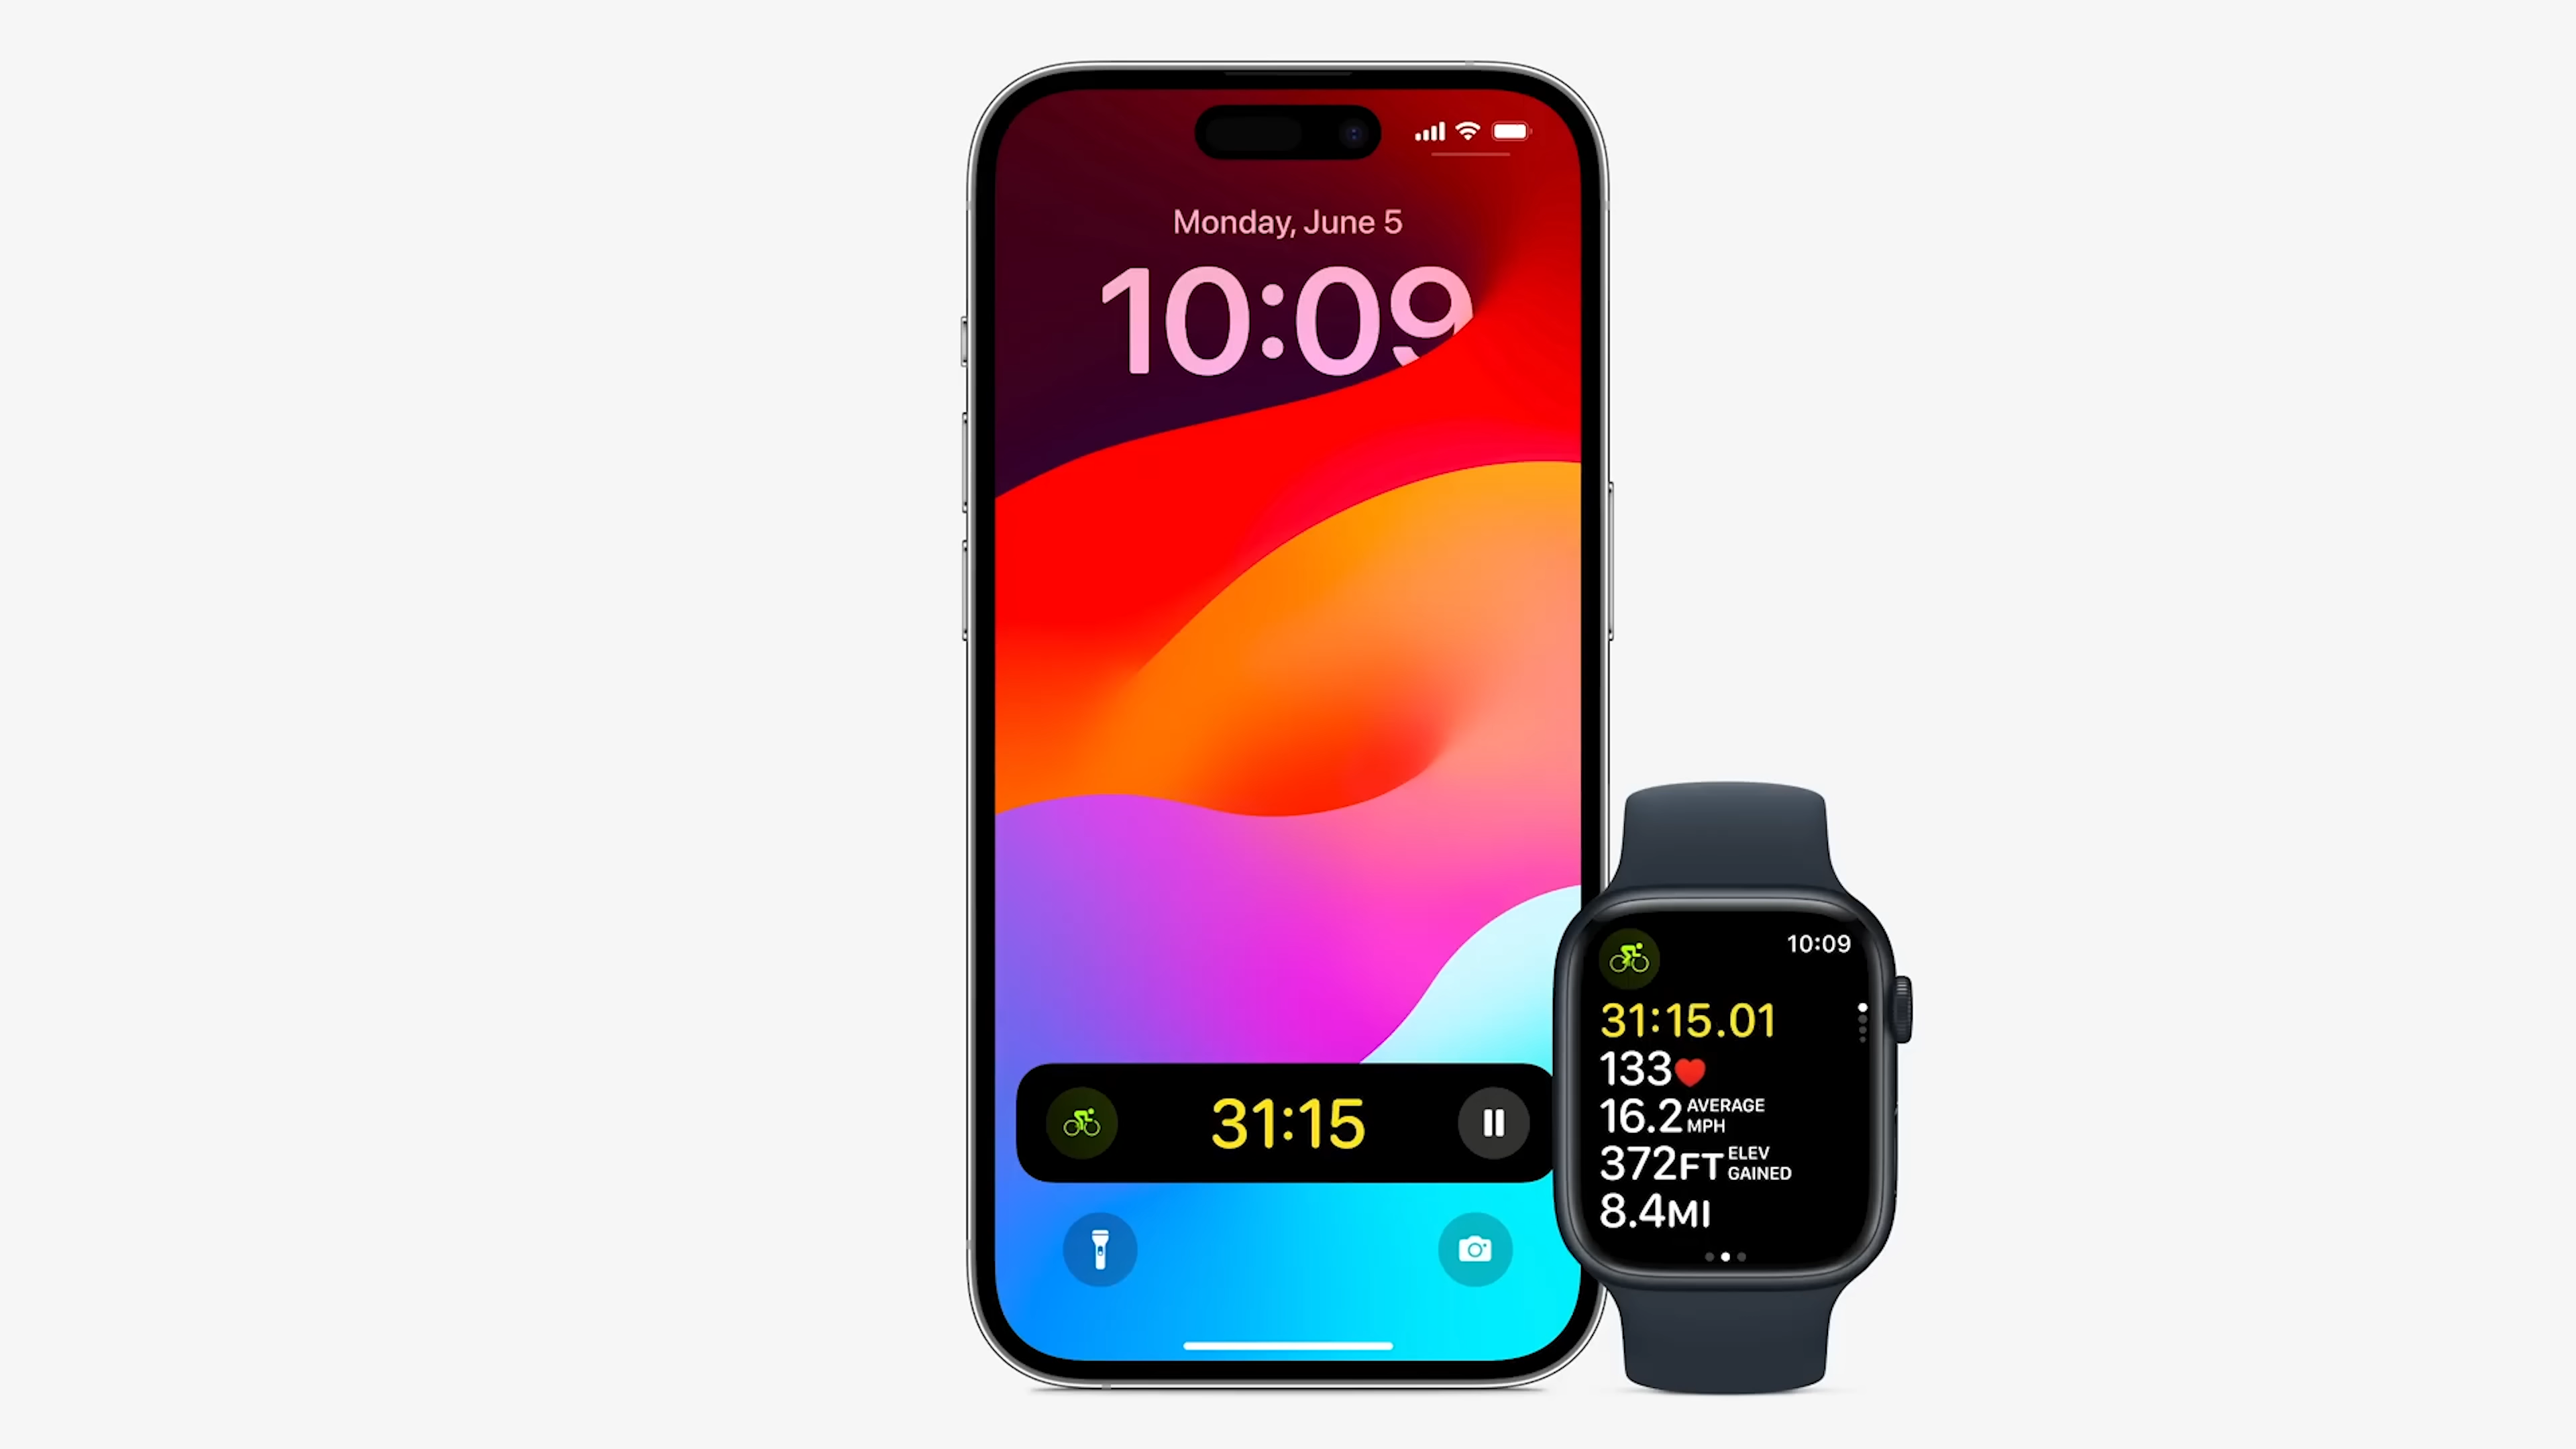 Monday, June 5
10:09
31:15
10:09
31:15.01
133
16.2 AVERAGE MPH
372FT ELEV GAINED
8.4MI